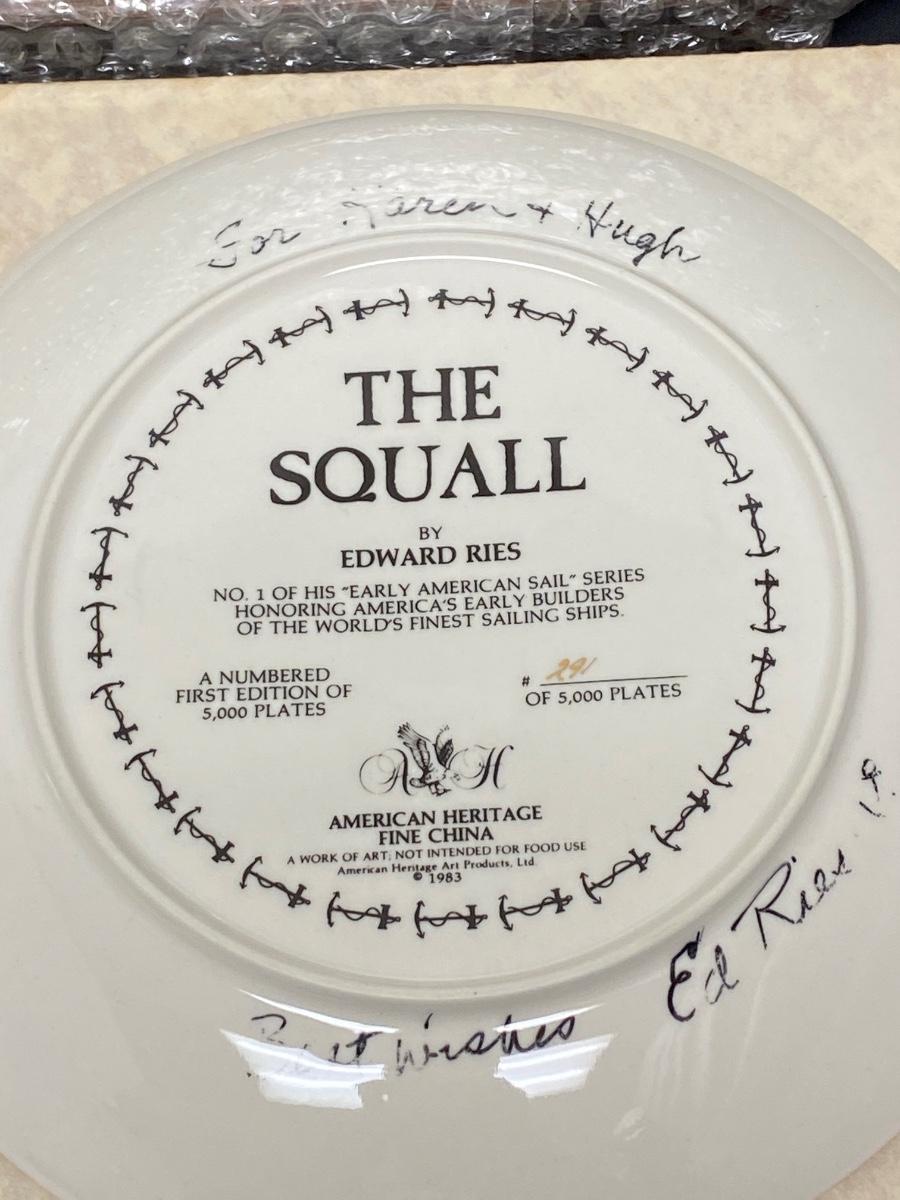 For Karen + Hugh
THE
SQUALL
BY
EDWARD RIES
NO. 1 OF HIS "EARLY AMERICAN SAIL" SERIES
HONORING AMERICA'S EARLY BUILDERS
OF THE WORLD'S FINEST SAILING SHIPS.
A NUMBERED
FIRST EDITION OF
5,000 PLATES
# 291
OF 5,000 PLATES
A H
AMERICAN HERITAGE
FINE CHINA
A WORK OF ART; NOT INTENDED FOR FOOD USE
American Heritage Art Products, Ltd.
© 1983
Best Wishes
Ed Ries